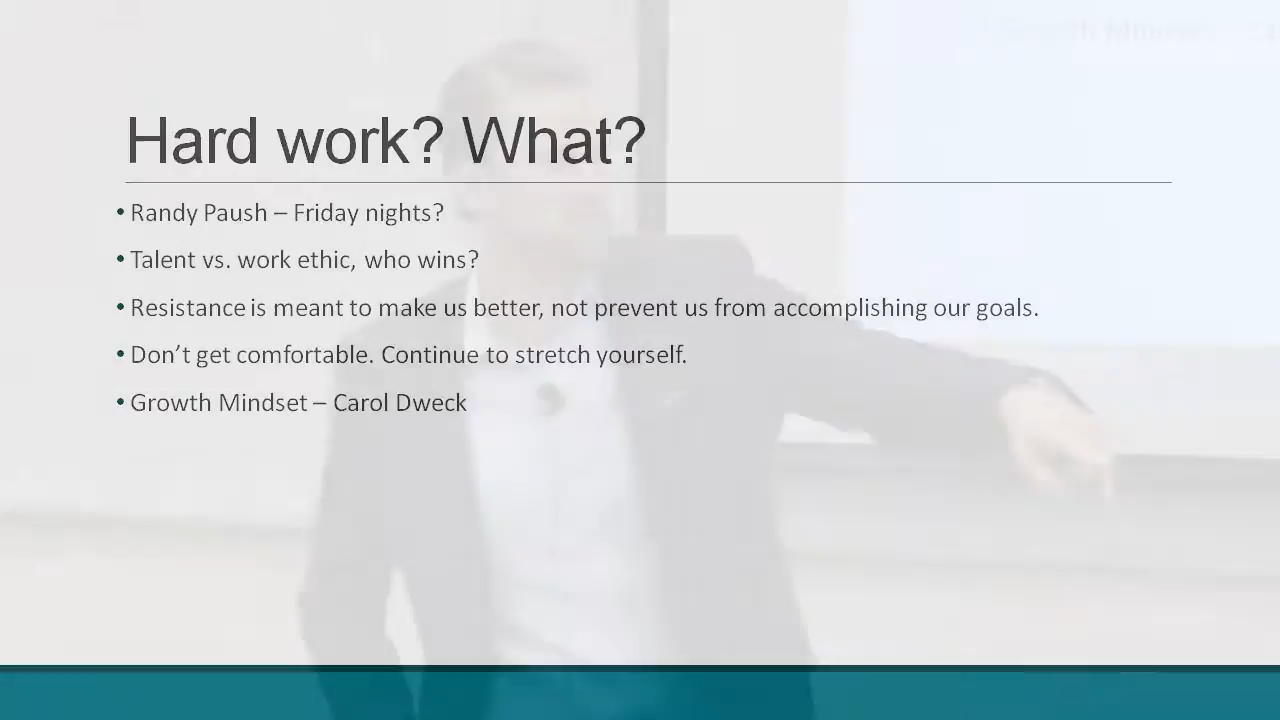 Hard work? What?
• Randy Paush – Friday nights?
• Talent vs. work ethic, who wins?
• Resistance is meant to make us better, not prevent us from accomplishing our goals.
• Don’t get comfortable. Continue to stretch yourself.
• Growth Mindset – Carol Dweck